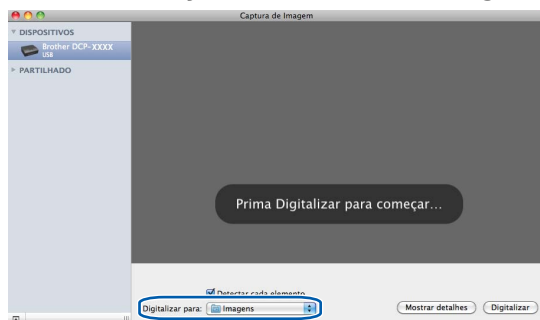 Captura de Imagem
DISPOSITIVOS
Brother DCP-XXXX
USB
PARTILHADO
Prima Digitalizar para começar...
Detectar cada elemento
Digitalizar para: Imagens
Mostrar detalhes
Digitalizar